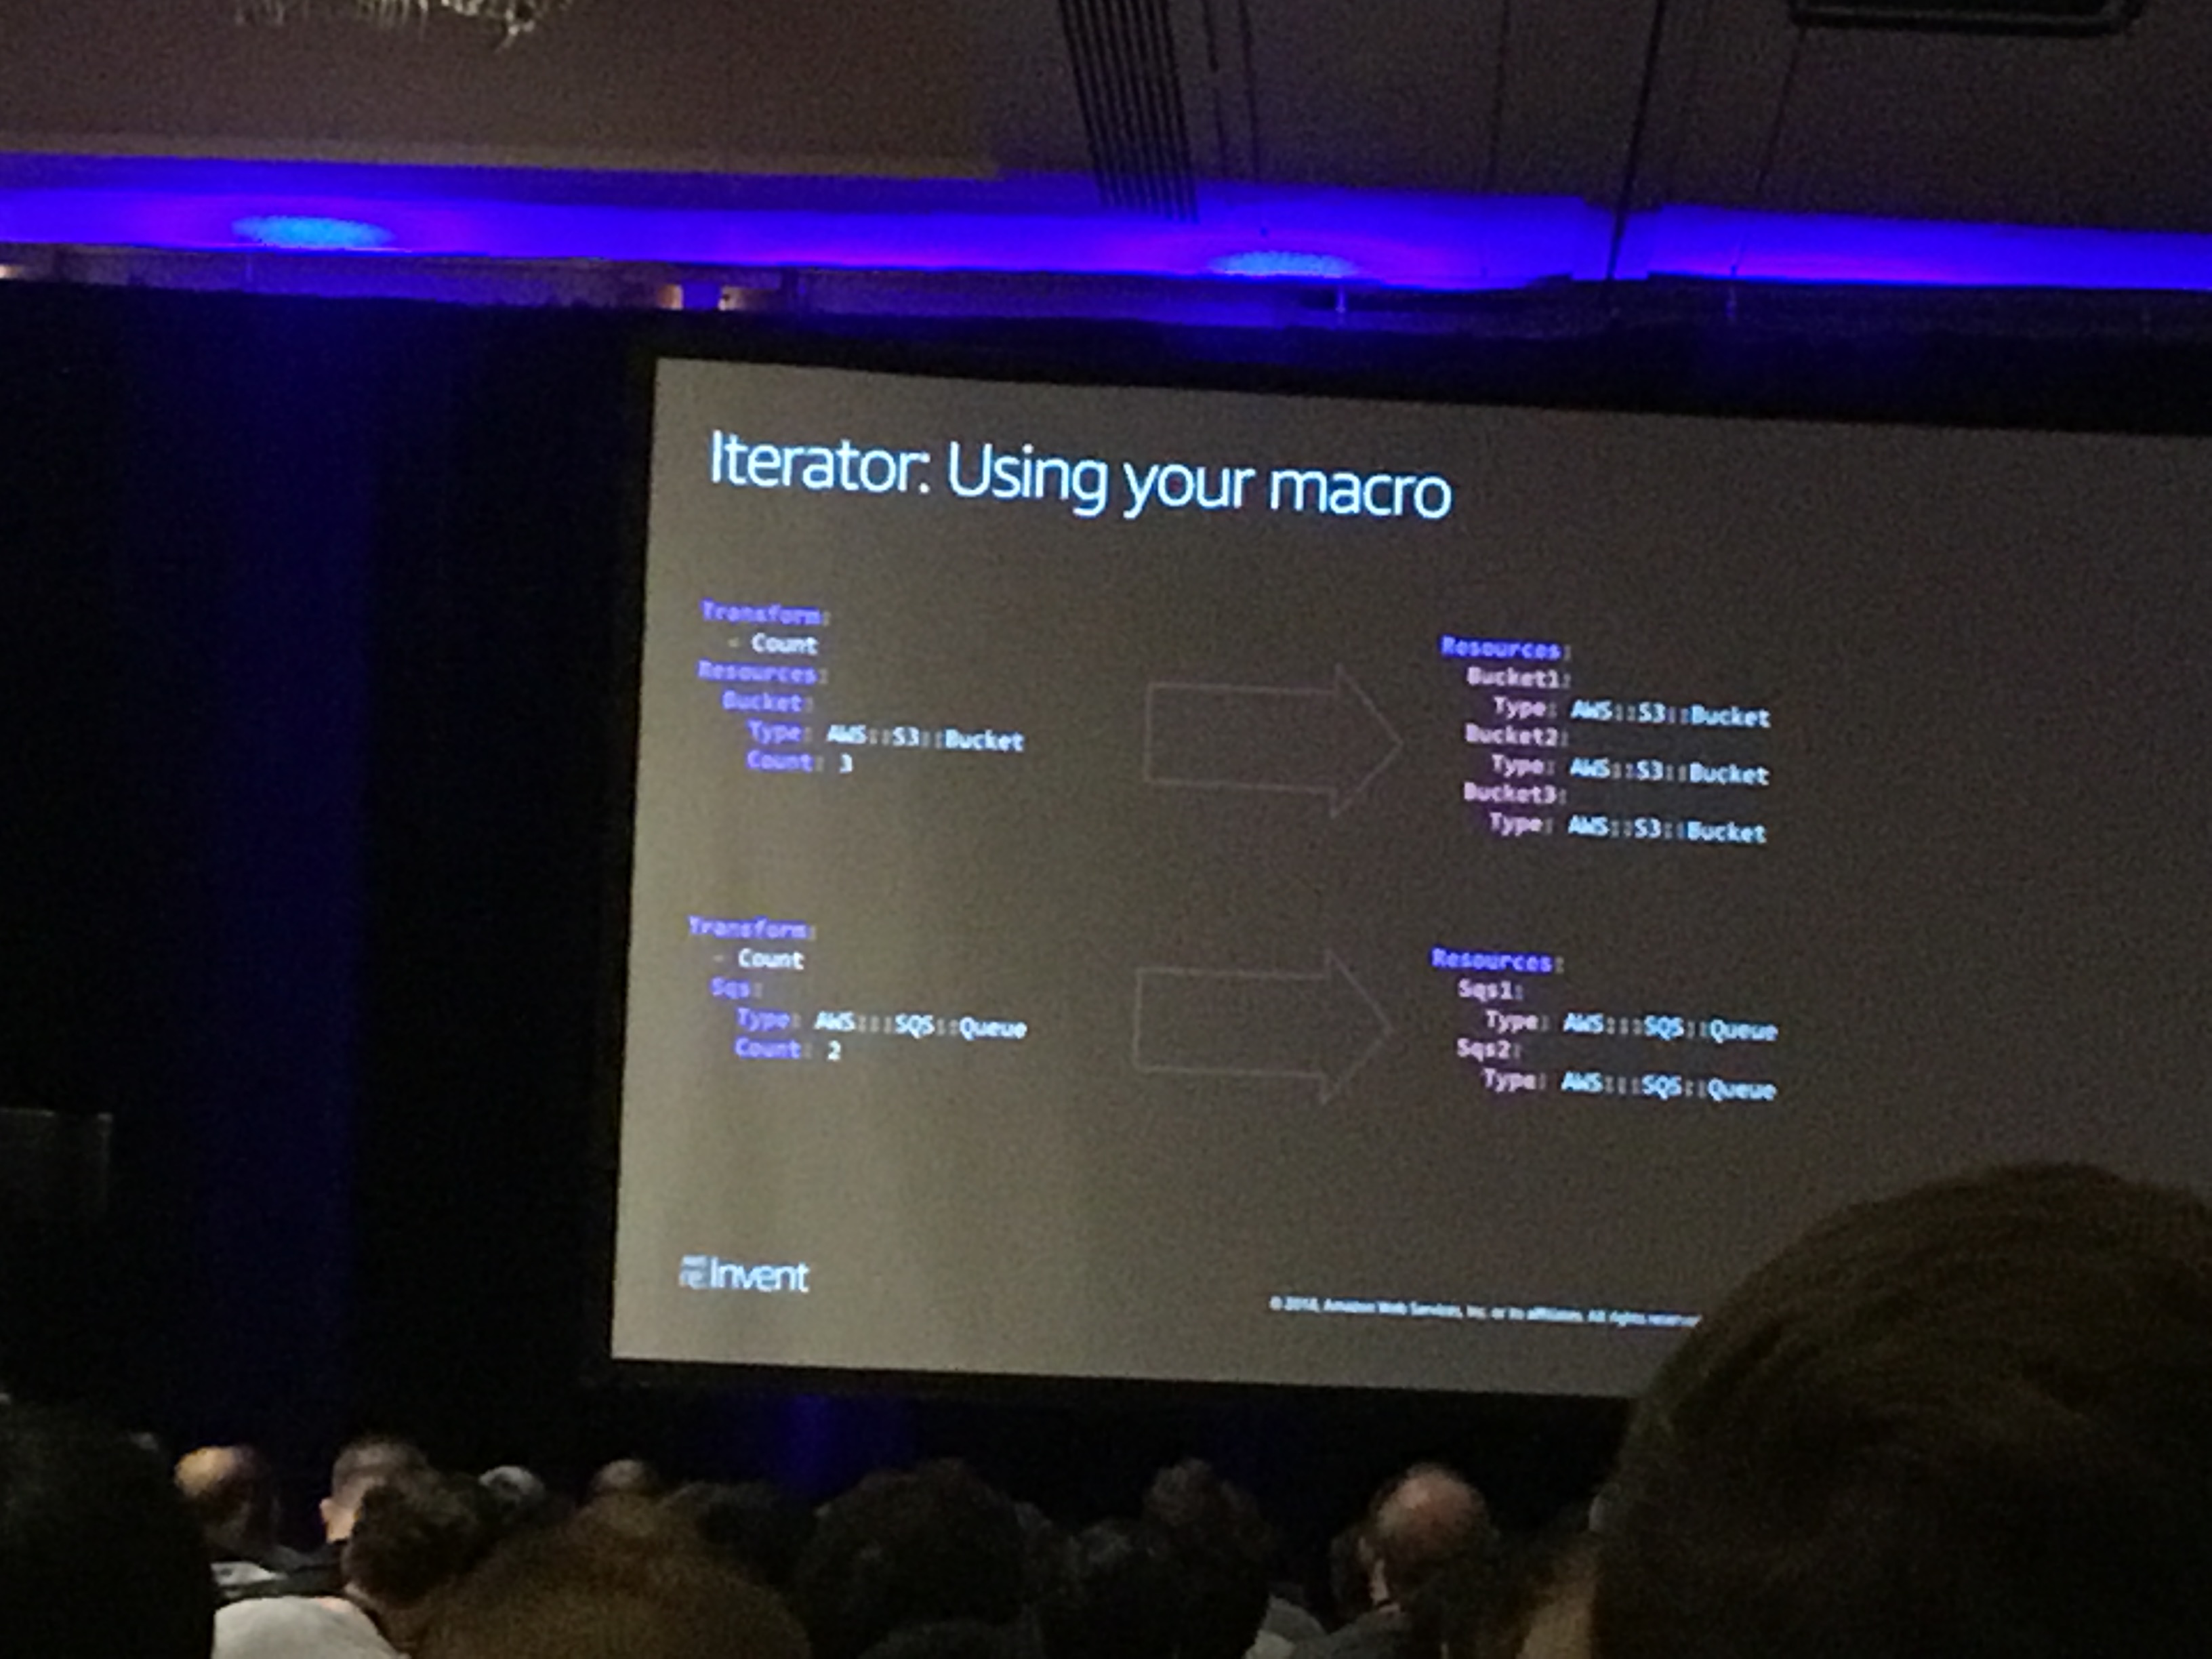 Iterator: Using your macro
Transform:
- Count
Resources:
Bucket:
Type: AWS::S3::Bucket
Count: 3
Resources:
Bucket1:
Type: AWS::S3::Bucket
Bucket2:
Type: AWS::S3::Bucket
Bucket3:
Type: AWS::S3::Bucket
Transform:
- Count
Sqs:
Type: AWS:::SQS::Queue
Count: 2
Resources:
Sqs1:
Type: AWS:::SQS::Queue
Sqs2:
Type: AWS:::SQS::Queue
re:Invent
© 2018, Amazon Web Services, Inc. or its affiliates. All rights